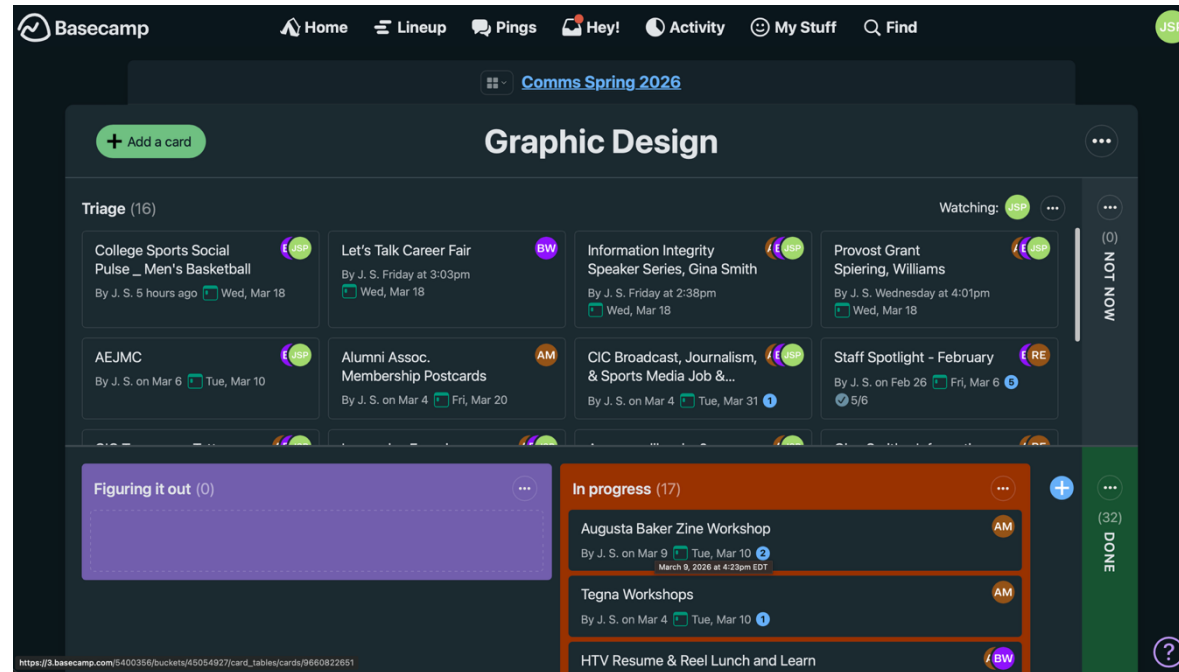 Basecamp
Home
Lineup
Pings
Hey!
Activity
My Stuff
Find
JSP
Comms Spring 2026
Add a card
Graphic Design
Triage (16)
Watching: JSP
College Sports Social
Pulse _ Men's Basketball
JSP
By J. S. 5 hours ago Wed, Mar 18
Let's Talk Career Fair
BW
By J. S. Friday at 3:03pm
Wed, Mar 18
Information Integrity
Speaker Series, Gina Smith
JSP
By J. S. Friday at 2:38pm
Wed, Mar 18
Provost Grant
Spiering, Williams
JSP
By J. S. Wednesday at 4:01pm
Wed, Mar 18
(0) NOT NOW
AEJMC
JSP
By J. S. on Mar 6 Tue, Mar 10
Alumni Assoc.
Membership Postcards
AM
By J. S. on Mar 4 Fri, Mar 20
CIC Broadcast, Journalism,
& Sports Media Job &...
JSP
By J. S. on Mar 4 Tue, Mar 31 1
Staff Spotlight - February
RE
By J. S. on Feb 26 Fri, Mar 6 5
5/6
Figuring it out (0)
In progress (17)
Augusta Baker Zine Workshop
AM
By J. S. on Mar 9 Tue, Mar 10 2
March 9, 2026 at 4:23pm EDT
Tegna Workshops
AM
By J. S. on Mar 4 Tue, Mar 10 1
HTV Resume & Reel Lunch and Learn
BW
(32) DONE
https://3.basecamp.com/5400356/buckets/45054927/card_tables/cards/9660822651
?